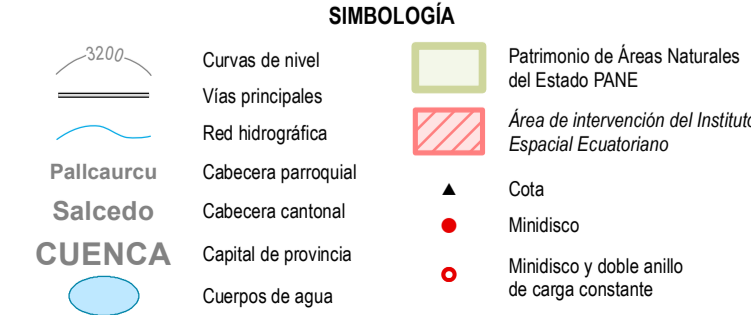 SIMBOLOGÍA
3200
Curvas de nivel
Vías principales
Red hidrográfica
Pallcaurcu Cabecera parroquial
Salcedo Cabecera cantonal
CUENCA Capital de provincia
Cuerpos de agua
Patrimonio de Áreas Naturales
del Estado PANE
Área de intervención del Instituto
Espacial Ecuatoriano
Cota
Minidisco
Minidisco y doble anillo
de carga constante